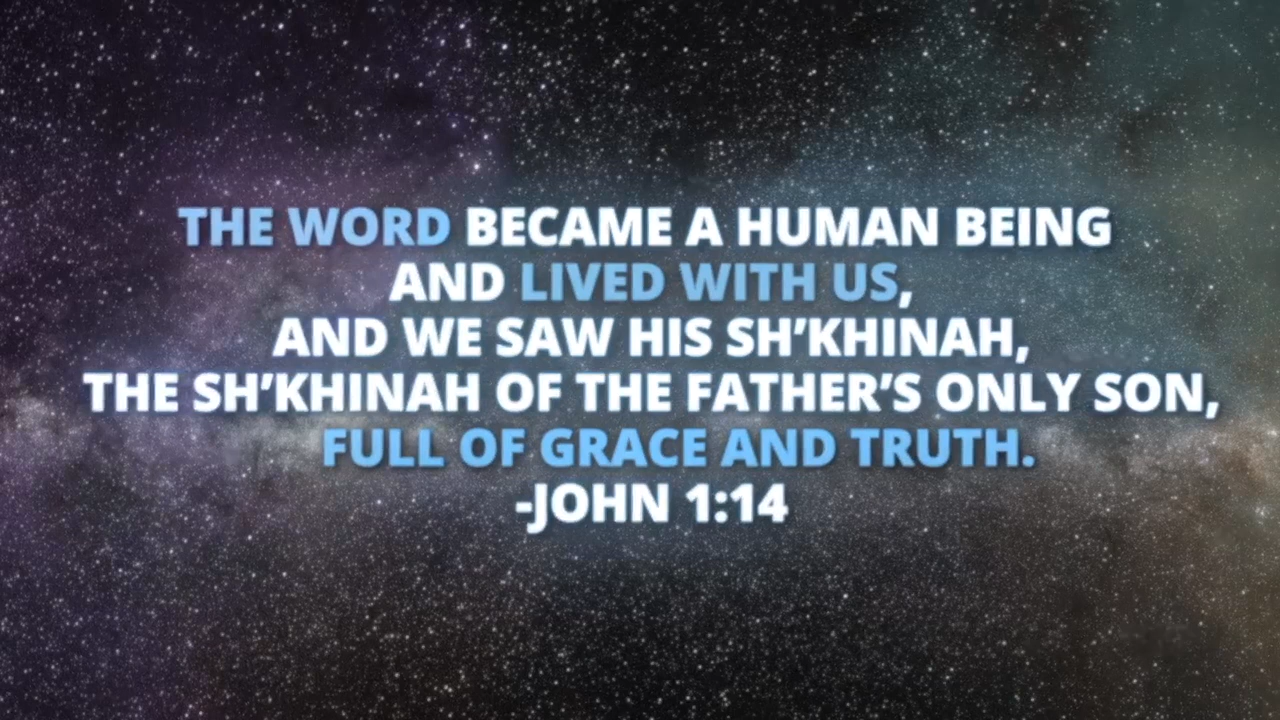 THE WORD BECAME A HUMAN BEING
AND LIVED WITH US,
AND WE SAW HIS SH’KHINAH,
THE SH’KHINAH OF THE FATHER’S ONLY SON,
FULL OF GRACE AND TRUTH.
-JOHN 1:14